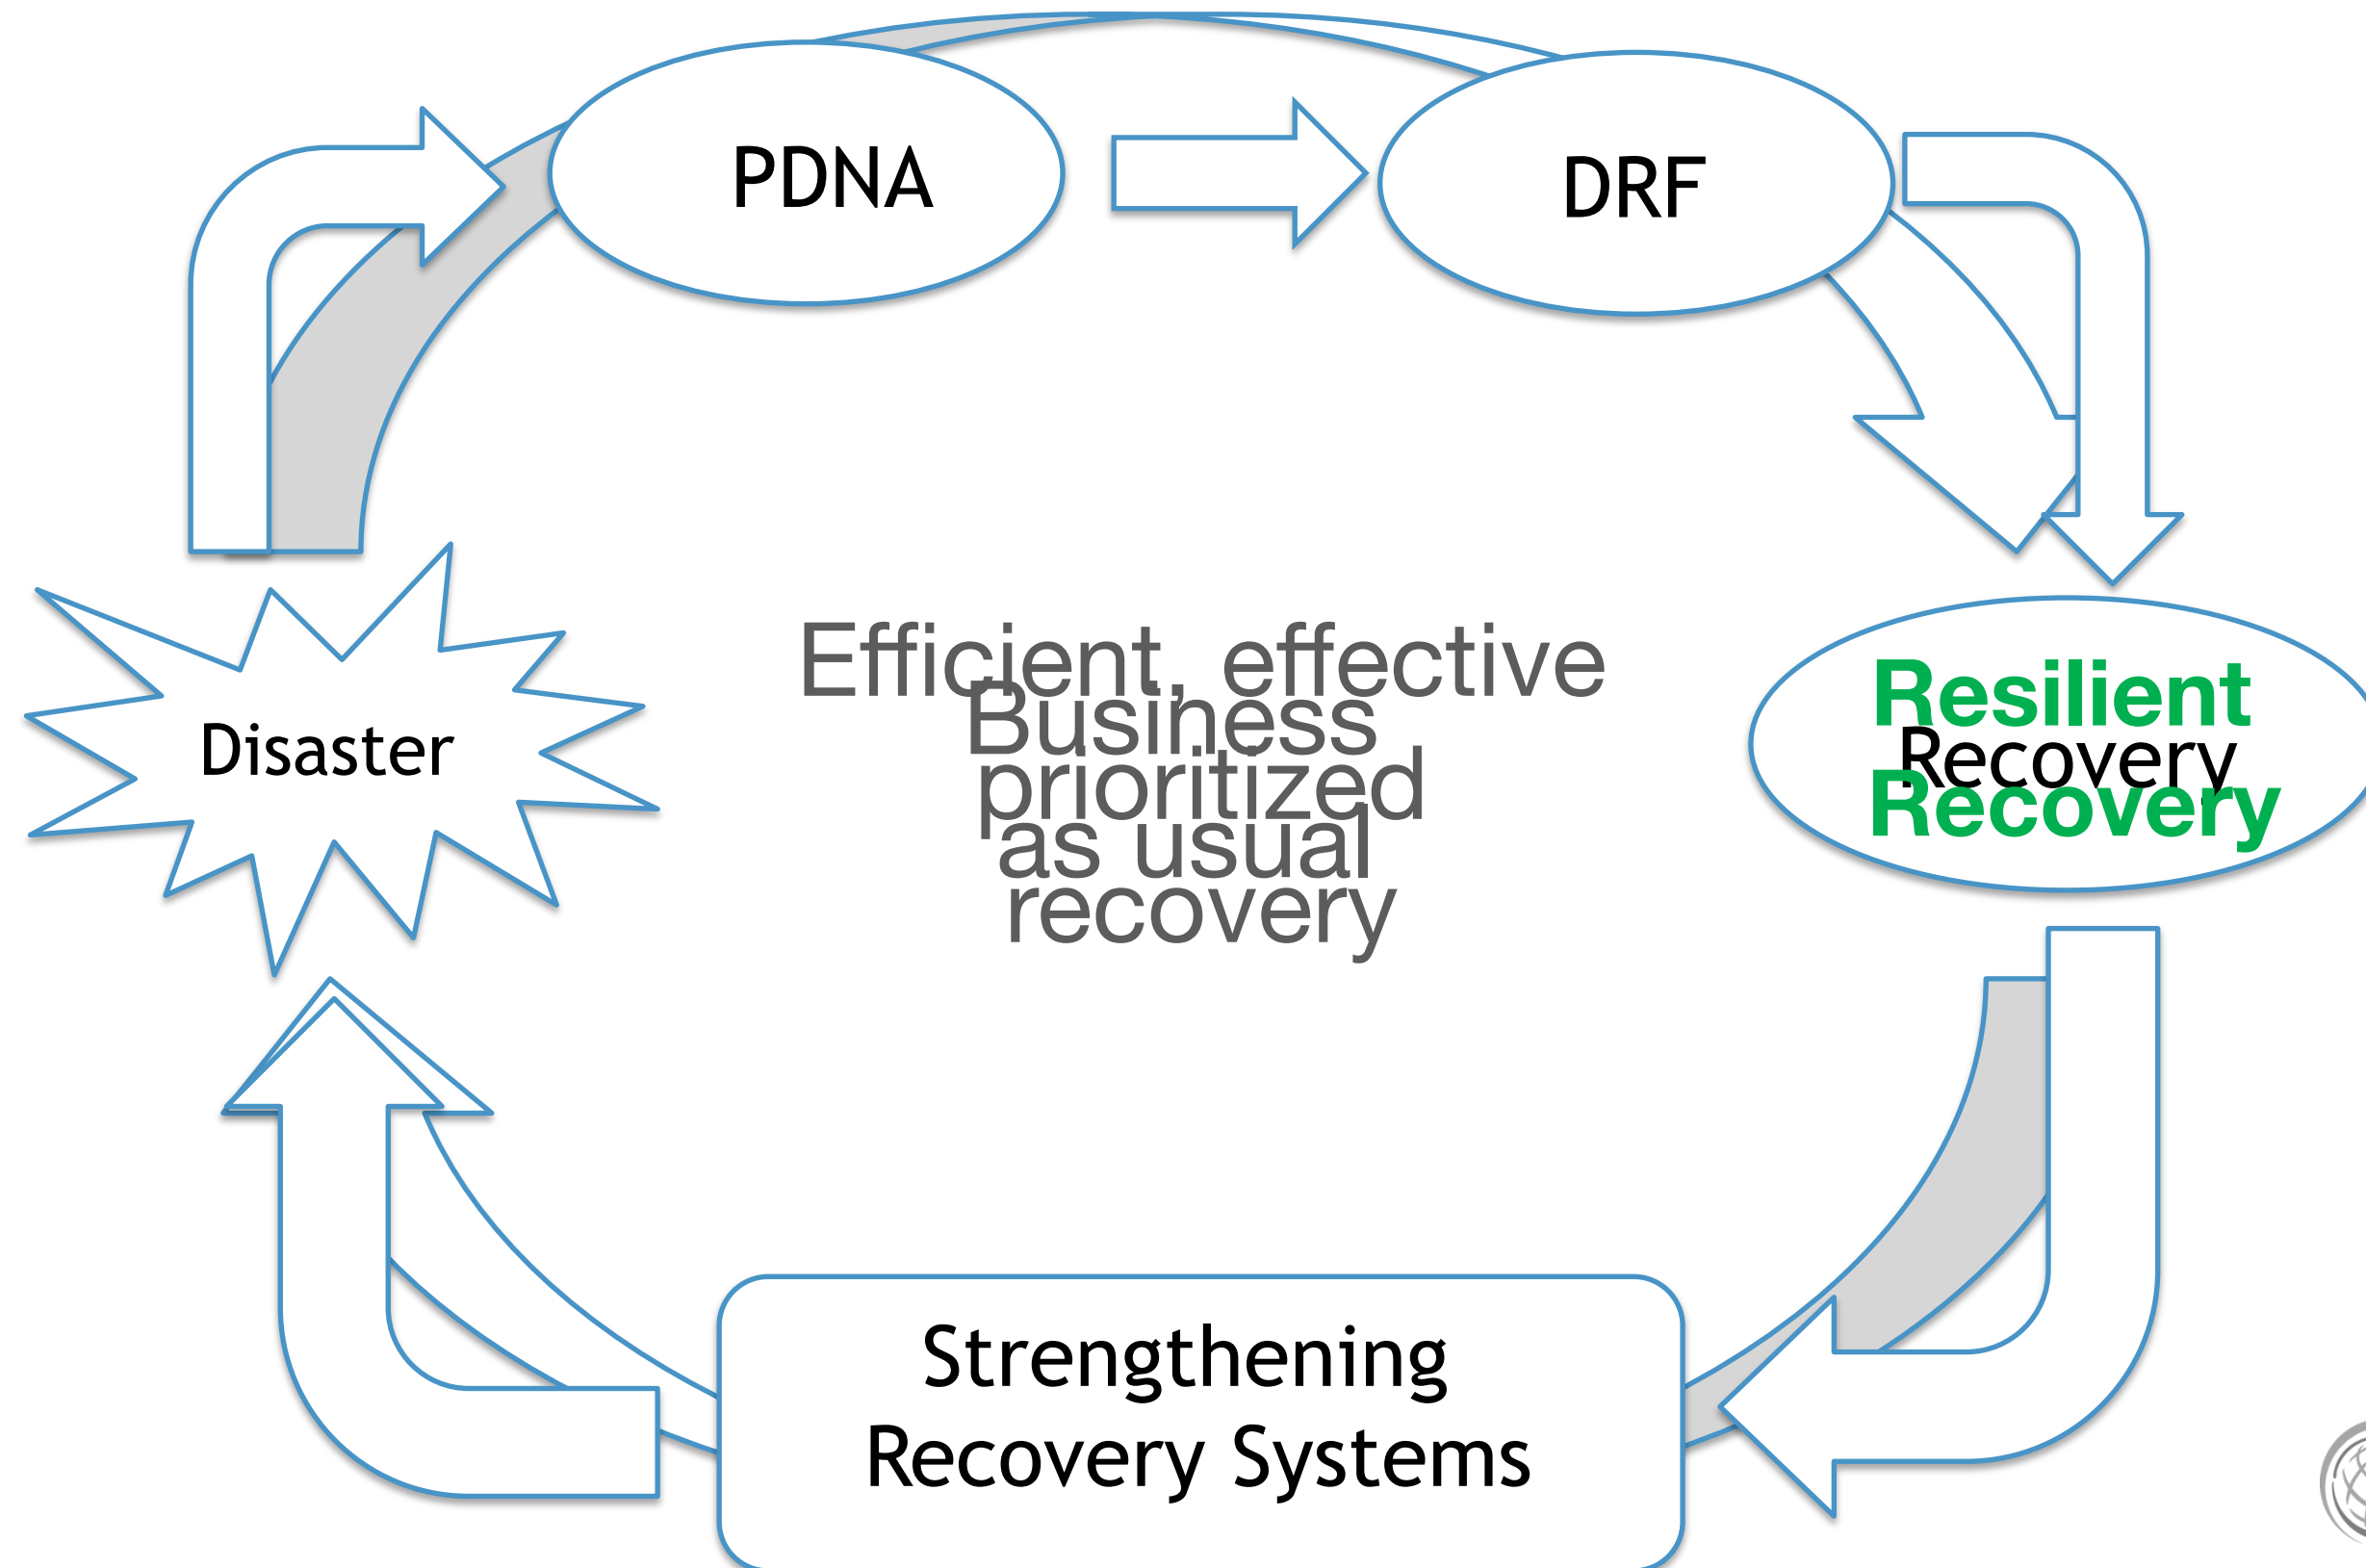 PDNA
DRF
Disaster
Efficient, effective
Business
prioritized
as usual
recovery
Resilient
Recovery
Recovery
Strengthening
Recovery Systems